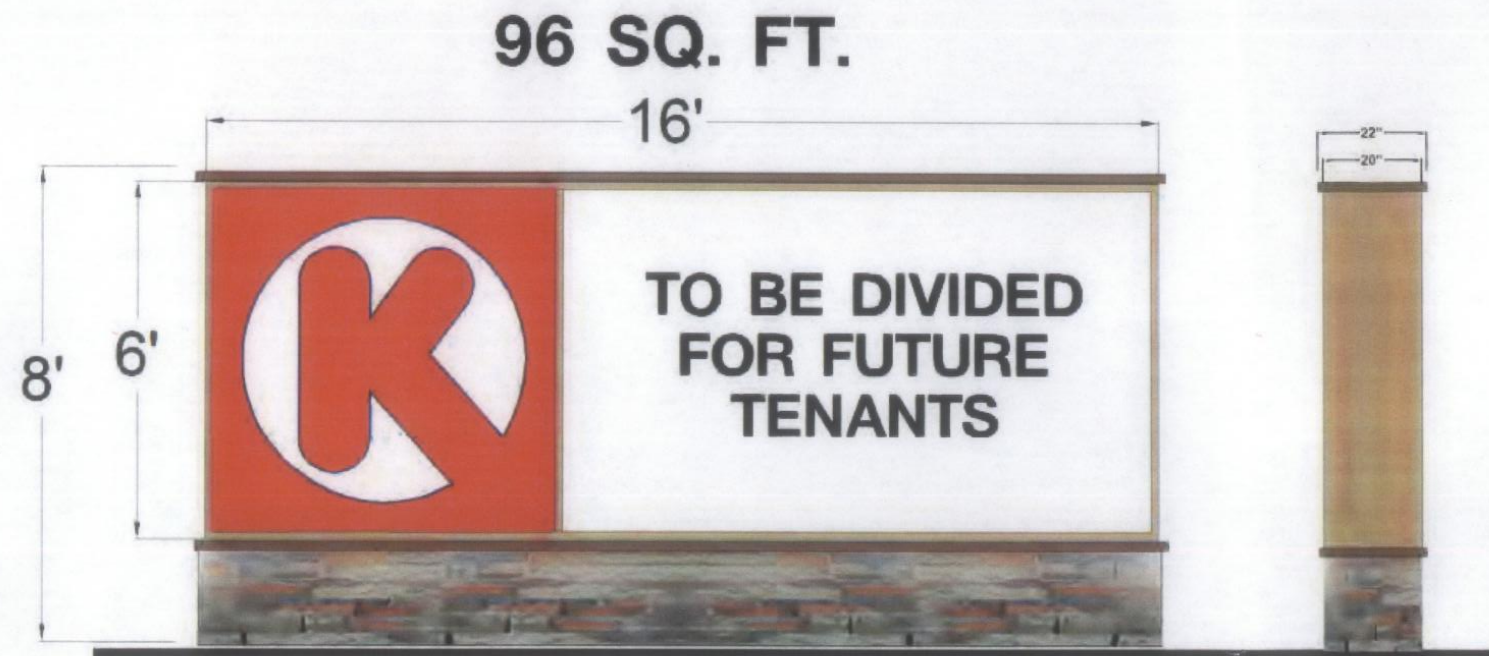 96 SQ. FT.
16'
22"
20"
8'
6'
K
TO BE DIVIDED
FOR FUTURE
TENANTS